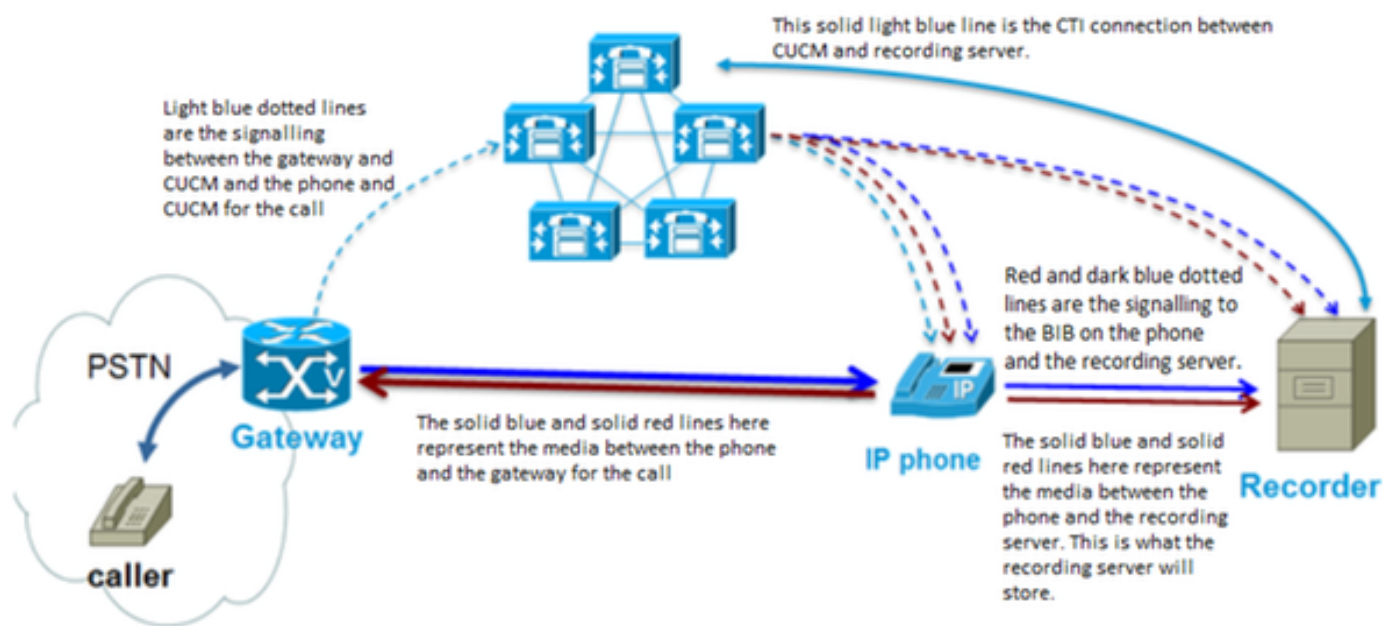 This solid light blue line is the CTI connection between
CUCM and recording server.
Light blue dotted lines
are the signalling
between the gateway and
CUCM and the phone and
CUCM for the call
Red and dark blue dotted
lines are the signalling to
the BIB on the phone
and the recording server.
PSTN
V
IP
Gateway
The solid blue and solid red lines here
represent the media between the phone
and the gateway for the call
IP phone
The solid blue and solid
red lines here represent
the media between the
phone and the recording
server. This is what the
recording server will
store.
Recorder
caller